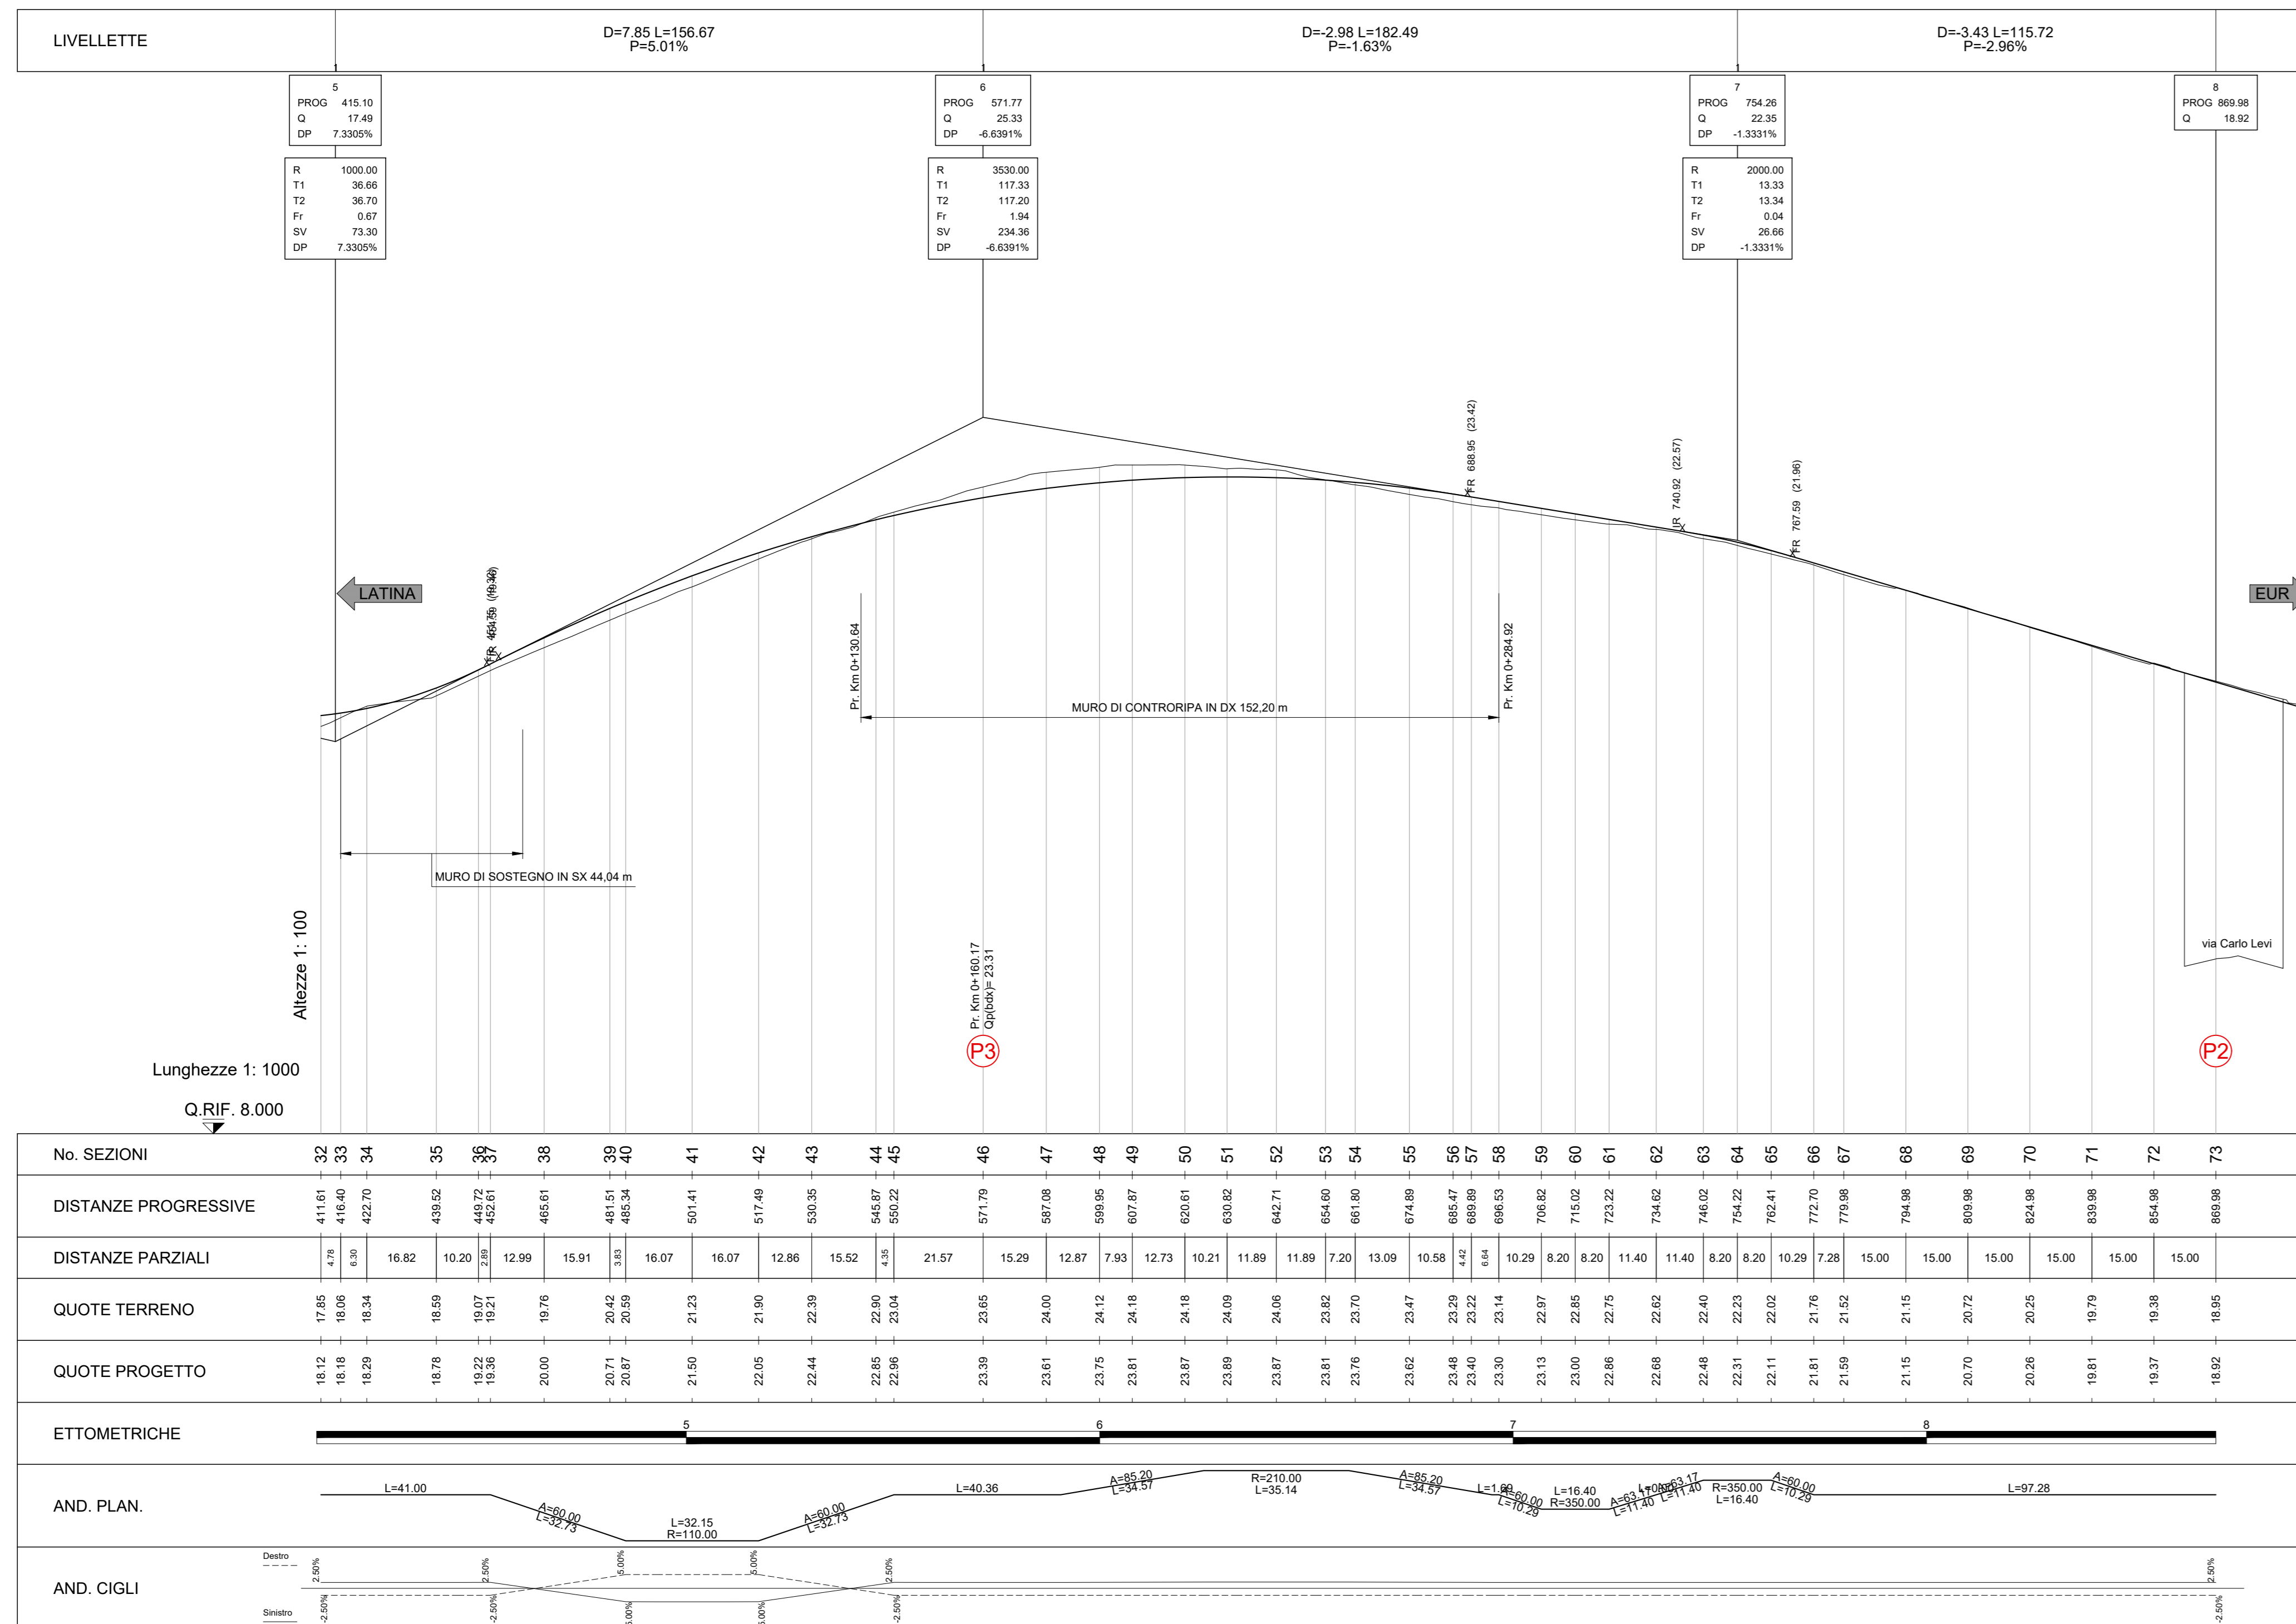 LIVELLETTE
D=7.85 L=156.67
P=5.01%
D=-2.98 L=182.49
P=-1.63%
D=-3.43 L=115.72
P=-2.96%
1
1
1
5
PROG 415.10
Q 17.49
DP 7.3305%
R 1000.00
T1 36.66
T2 36.70
Fr 0.67
SV 73.30
DP 7.3305%
6
PROG 571.77
Q 25.33
DP -6.6391%
R 3530.00
T1 117.33
T2 117.20
Fr 1.94
SV 234.36
DP -6.6391%
7
PROG 754.26
Q 22.35
DP -1.3331%
R 2000.00
T1 13.33
T2 13.34
Fr 0.04
SV 26.66
DP -1.3331%
8
PROG 869.98
Q 18.92
FR 688.95 (23.42)
IR 740.92 (22.57)
FR 767.59 (21.96)
LATINA
EUR
Pr. Km 0+130.64
Pr. Km 0+284.92
MURO DI CONTRORIPA IN DX 152,20 m
MURO DI SOSTEGNO IN SX 44,04 m
Altezze 1: 100
via Carlo Levi
Pr. Km 0+160.17
Qp(bdx)= 23.31
P3
P2
Lunghezze 1: 1000
Q.RIF. 8.000
No. SEZIONI 32 33 34 35 36 37 38 39 40 41 42 43 44 45 46 47 48 49 50 51 52 53 54 55 56 57 58 59 60 61 62 63 64 65 66 67 68 69 70 71 72 73
DISTANZE PROGRESSIVE 411.61 416.40 422.70 439.52 449.72 452.61 465.61 481.51 485.34 501.41 517.49 530.35 545.87 550.22 571.79 587.08 599.95 607.87 620.61 630.82 642.71 654.60 661.80 674.89 685.47 689.89 696.53 706.82 715.02 723.22 734.62 746.02 754.22 762.41 772.70 779.98 794.98 809.98 824.98 839.98 854.98 869.98
DISTANZE PARZIALI 4.78 6.30 16.82 10.20 2.89 12.99 15.91 3.83 16.07 16.07 12.86 15.52 4.35 21.57 15.29 12.87 7.93 12.73 10.21 11.89 11.89 7.20 13.09 10.58 4.42 6.64 10.29 8.20 8.20 11.40 11.40 8.20 8.20 10.29 7.28 15.00 15.00 15.00 15.00 15.00 15.00
QUOTE TERRENO 17.85 18.06 18.34 18.59 19.07 19.21 19.76 20.42 20.59 21.23 21.90 22.39 22.90 23.04 23.65 24.00 24.12 24.18 24.18 24.09 24.06 23.82 23.70 23.47 23.29 23.22 23.14 22.97 22.85 22.75 22.62 22.40 22.23 22.02 21.76 21.52 21.15 20.72 20.25 19.79 19.38 18.95
QUOTE PROGETTO 18.12 18.18 18.29 18.78 19.22 19.36 20.00 20.71 20.87 21.50 22.05 22.44 22.85 22.96 23.39 23.61 23.75 23.81 23.87 23.89 23.87 23.81 23.76 23.62 23.48 23.40 23.30 23.13 23.00 22.86 22.68 22.48 22.31 22.11 21.81 21.59 21.15 20.70 20.26 19.81 19.37 18.92
ETTOMETRICHE 5 6 7 8
AND. PLAN.
L=41.00
A=60.00
L=32.73
L=32.15
R=110.00
A=60.00
L=32.73
L=40.36
A=85.20
L=34.57
R=210.00
L=35.14
A=85.20
L=34.57
A=60.00
L=10.29
L=16.40
R=350.00
L=11.40
A=63.17
L=11.40
R=350.00
L=16.40
A=60.00
L=10.29
L=97.28
AND. CIGLI
Destro
Sinistro
2.50% 2.50% 5.00% 5.00% 2.50% 2.50%
-2.50% -2.50% -2.50% -2.50%